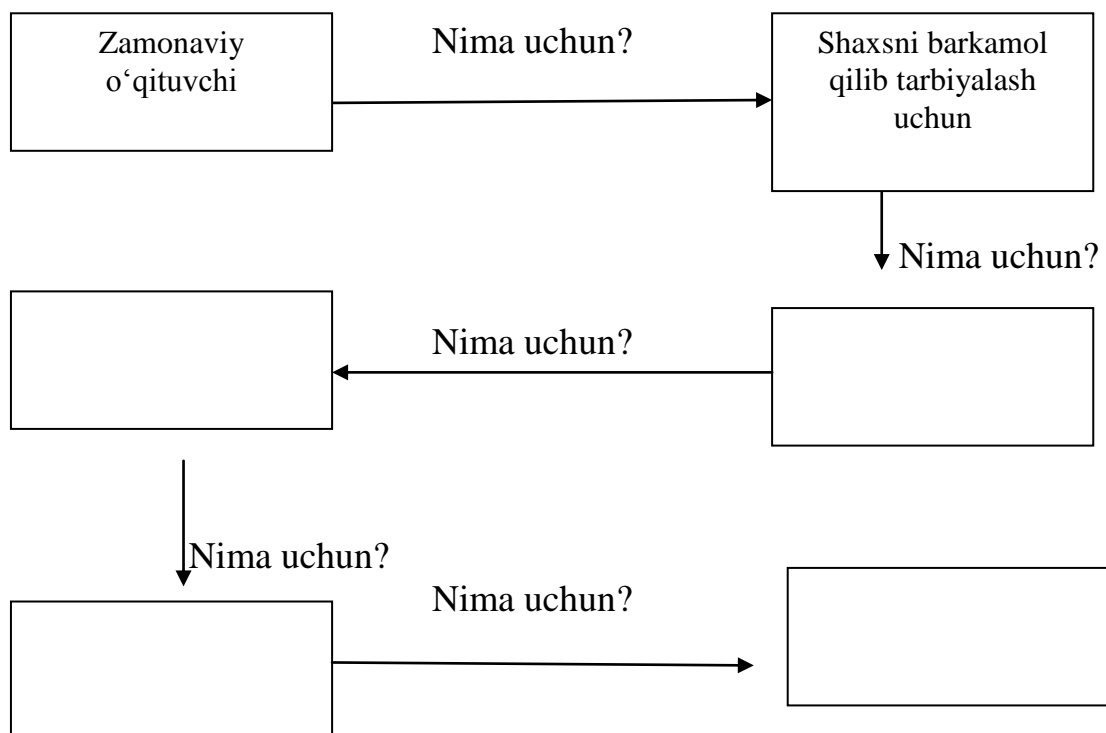 Zamonaviy
o‘qituvchi
Nima uchun?
Shaxsni barkamol
qilib tarbiyalash
uchun
Nima uchun?
Nima uchun?
Nima uchun?
Nima uchun?